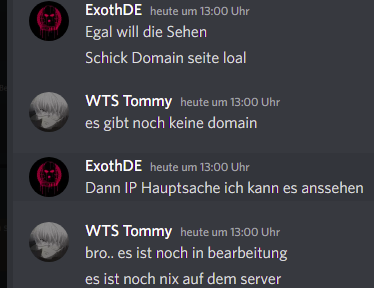 ExothDE heute um 13:00 Uhr
Egal will die Sehen
Schick Domain seite loal
WTS Tommy heute um 13:00 Uhr
es gibt noch keine domain
ExothDE heute um 13:00 Uhr
Dann IP Hauptsache ich kann es anssehen
WTS Tommy heute um 13:00 Uhr
bro.. es ist noch in bearbeitung
es ist noch nix auf dem server